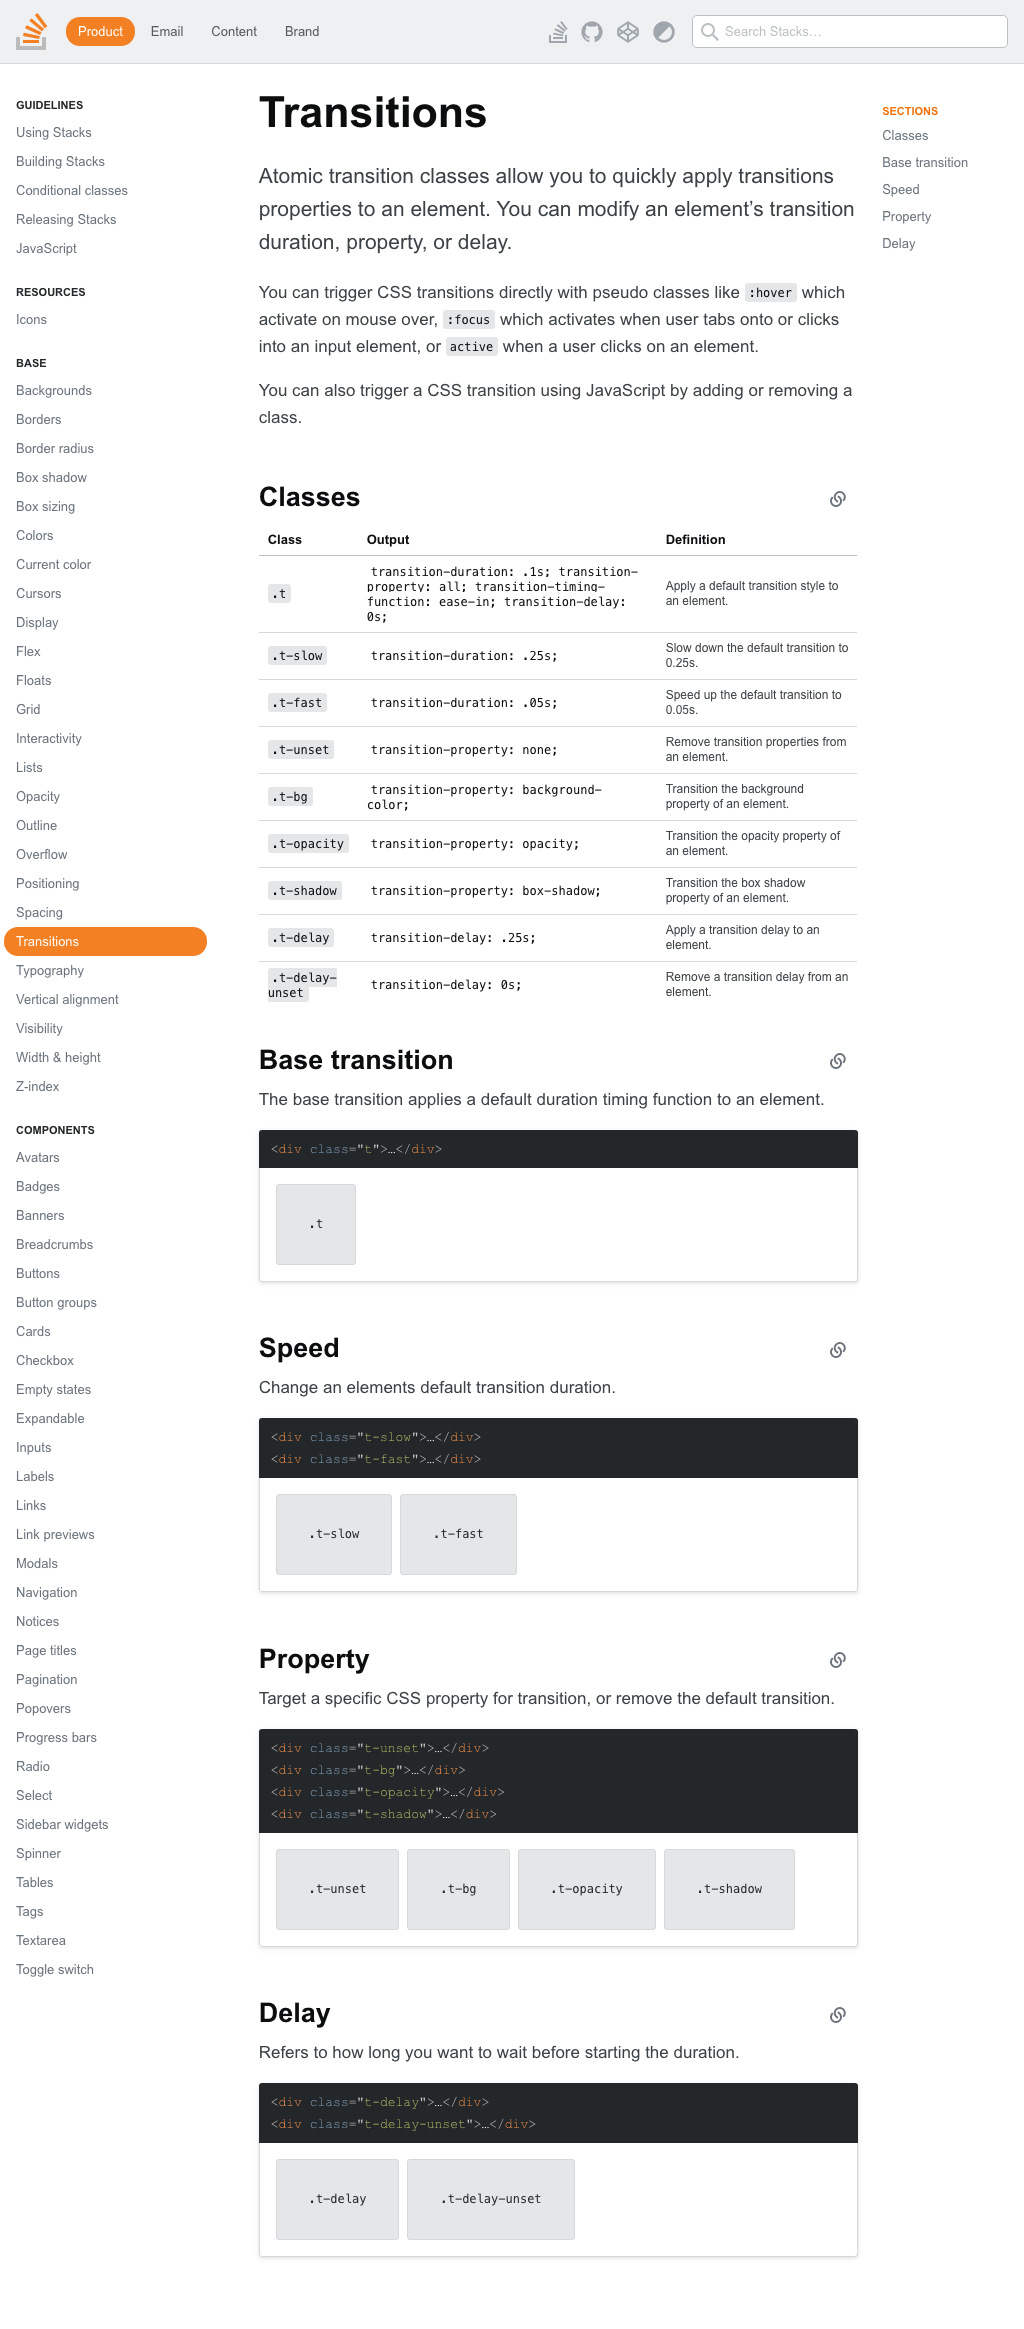 Product
Email
Content
Brand
Search Stacks…
GUIDELINES
Using Stacks
Building Stacks
Conditional classes
Releasing Stacks
JavaScript
RESOURCES
Icons
BASE
Backgrounds
Borders
Border radius
Box shadow
Box sizing
Colors
Current color
Cursors
Display
Flex
Floats
Grid
Interactivity
Lists
Opacity
Outline
Overflow
Positioning
Spacing
Transitions
Typography
Vertical alignment
Visibility
Width & height
Z-index
COMPONENTS
Avatars
Badges
Banners
Breadcrumbs
Buttons
Button groups
Cards
Checkbox
Empty states
Expandable
Inputs
Labels
Links
Link previews
Modals
Navigation
Notices
Page titles
Pagination
Popovers
Progress bars
Radio
Select
Sidebar widgets
Spinner
Tables
Tags
Textarea
Toggle switch
Transitions
Atomic transition classes allow you to quickly apply transitions
properties to an element. You can modify an element’s transition
duration, property, or delay.
You can trigger CSS transitions directly with pseudo classes like :hover which
activate on mouse over, :focus which activates when user tabs onto or clicks
into an input element, or active when a user clicks on an element.
You can also trigger a CSS transition using JavaScript by adding or removing a
class.
Classes
Class Output Definition
.t
transition-duration: .1s; transition-
property: all; transition-timing-
function: ease-in; transition-delay:
0s;
Apply a default transition style to
an element.
.t-slow
transition-duration: .25s;
Slow down the default transition to
0.25s.
.t-fast
transition-duration: .05s;
Speed up the default transition to
0.05s.
.t-unset
transition-property: none;
Remove transition properties from
an element.
.t-bg
transition-property: background-
color;
Transition the background
property of an element.
.t-opacity
transition-property: opacity;
Transition the opacity property of
an element.
.t-shadow
transition-property: box-shadow;
Transition the box shadow
property of an element.
.t-delay
transition-delay: .25s;
Apply a transition delay to an
element.
.t-delay-
unset
transition-delay: 0s;
Remove a transition delay from an
element.
Base transition
The base transition applies a default duration timing function to an element.
<div class="t">…</div>
.t
Speed
Change an elements default transition duration.
<div class="t-slow">…</div>
<div class="t-fast">…</div>
.t-slow
.t-fast
Property
Target a specific CSS property for transition, or remove the default transition.
<div class="t-unset">…</div>
<div class="t-bg">…</div>
<div class="t-opacity">…</div>
<div class="t-shadow">…</div>
.t-unset
.t-bg
.t-opacity
.t-shadow
Delay
Refers to how long you want to wait before starting the duration.
<div class="t-delay">…</div>
<div class="t-delay-unset">…</div>
.t-delay
.t-delay-unset
SECTIONS
Classes
Base transition
Speed
Property
Delay